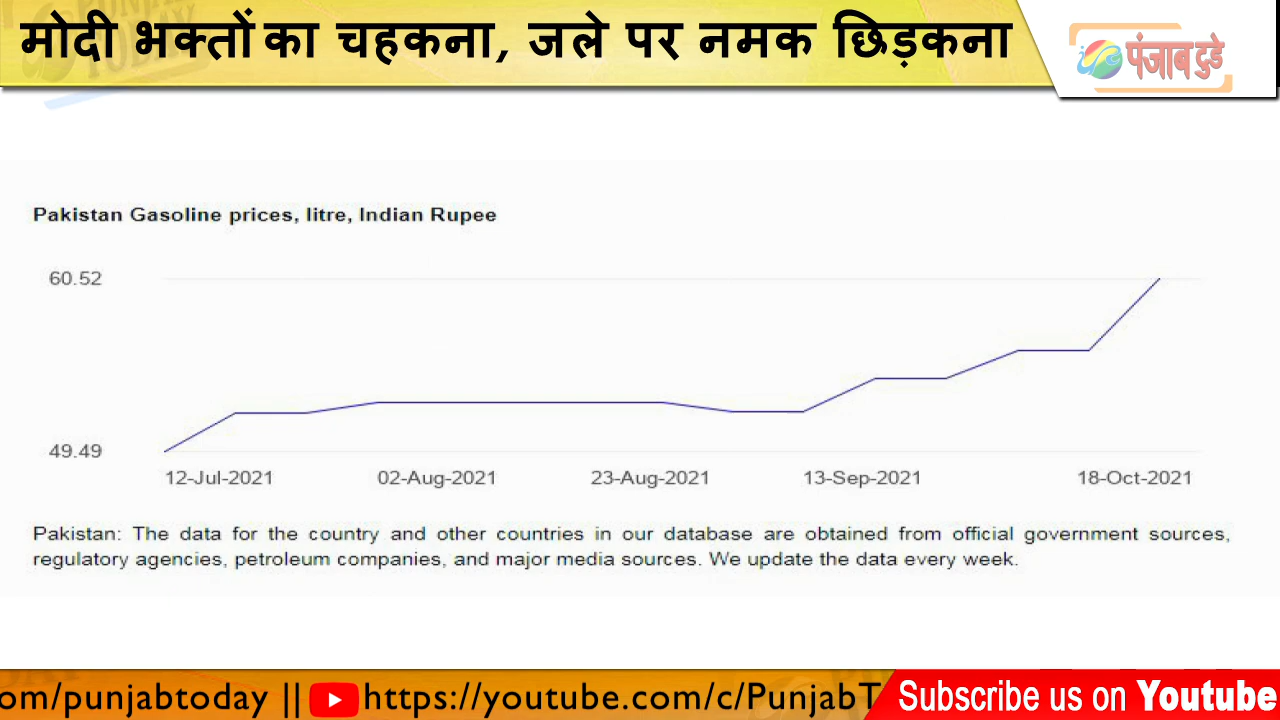 मोदी भक्तों का चहकना, जले पर नमक छिड़कना
पंजाब टुडे
Pakistan Gasoline prices, litre, Indian Rupee
60.52
49.49
12-Jul-2021 02-Aug-2021 23-Aug-2021 13-Sep-2021 18-Oct-2021
Pakistan: The data for the country and other countries in our database are obtained from official government sources,
regulatory agencies, petroleum companies, and major media sources. We update the data every week.
om/punjabtoday || https://youtube.com/c/PunjabT
Subscribe us on Youtube